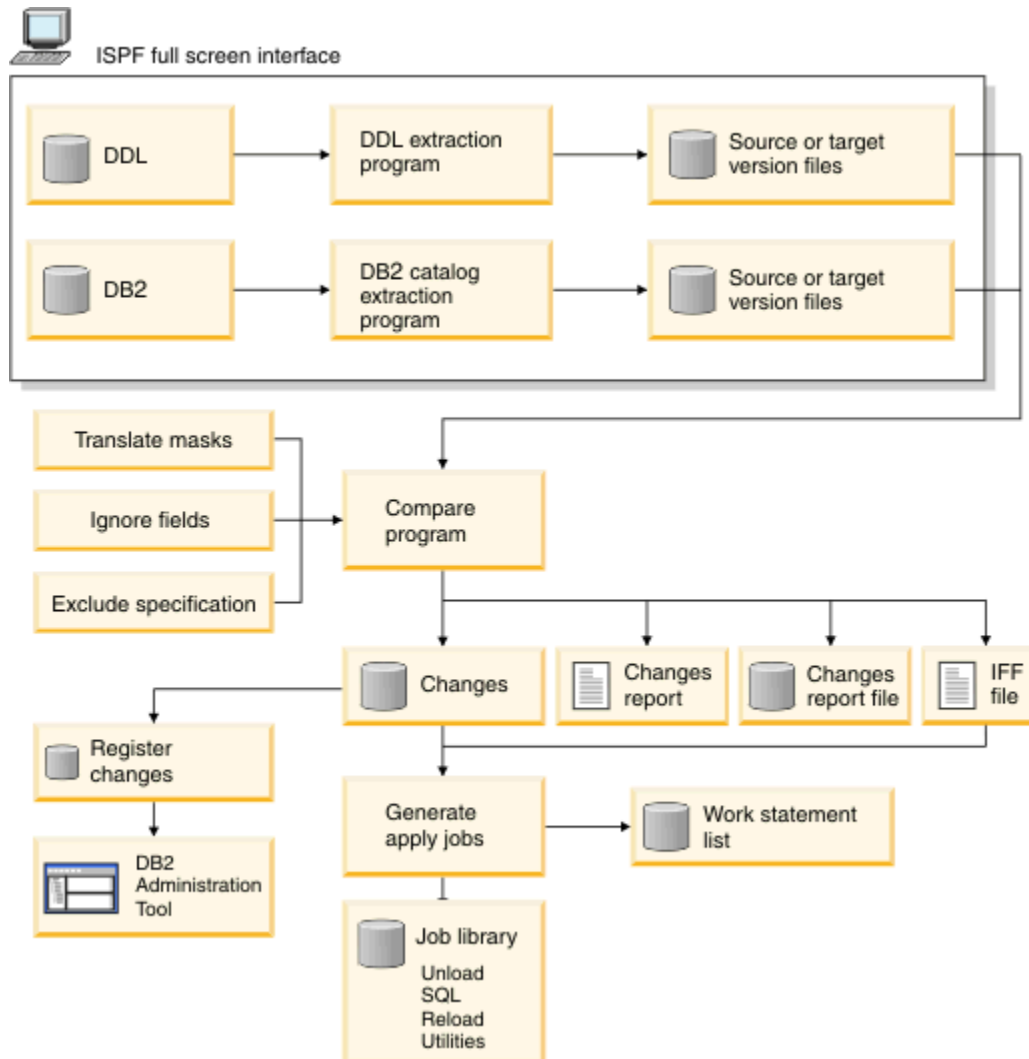 ISPF full screen interface
DDL
DDL extraction
program
Source or target
version files
DB2
DB2 catalog
extraction
program
Source or target
version files
Translate masks
Ignore fields
Exclude specification
Compare
program
Changes
Changes
report
Changes
report file
IFF
file
Register
changes
Generate
apply jobs
Work statement
list
DB2
Administration
Tool
Job library
Unload
SQL
Reload
Utilities